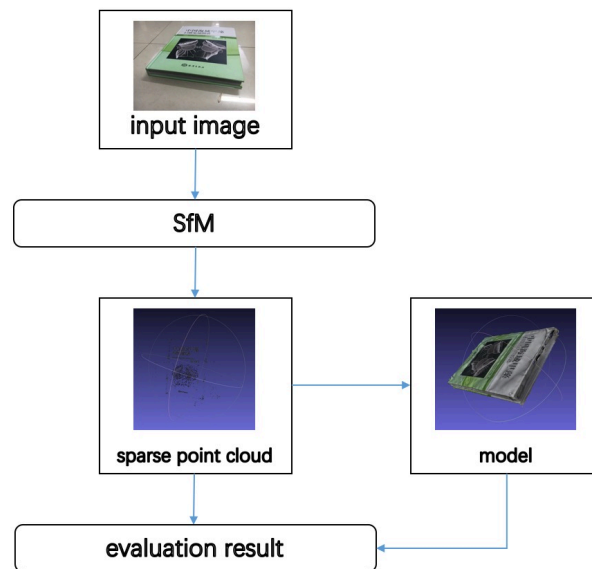 input image
SfM
sparse point cloud
model
evaluation result